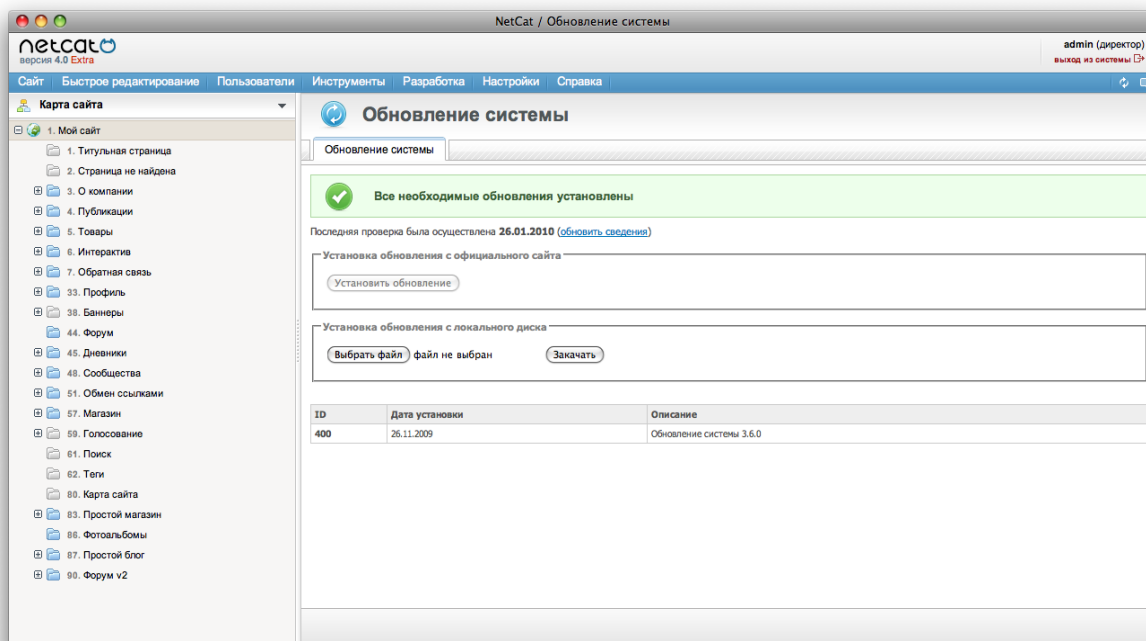 NetCat / Обновление системы
netcat
версия 4.0 Extra
admin (директор)
выход из системы
Сайт Быстрое редактирование Пользователи Инструменты Разработка Настройки Справка
Карта сайта
1. Мой сайт
1. Титульная страница
2. Страница не найдена
3. О компании
4. Публикации
5. Товары
6. Интерактив
7. Обратная связь
33. Профиль
38. Баннеры
44. Форум
45. Дневники
48. Сообщества
51. Обмен ссылками
57. Магазин
59. Голосование
61. Поиск
62. Теги
80. Карта сайта
83. Простой магазин
86. Фотоальбомы
87. Простой блог
90. Форум v2
Обновление системы
Обновление системы
Все необходимые обновления установлены
Последняя проверка была осуществлена 26.01.2010 (обновить сведения)
Установка обновления с официального сайта
Установить обновление
Установка обновления с локального диска
Выбрать файл файл не выбран Закачать
ID Дата установки Описание
400 26.11.2009 Обновление системы 3.6.0